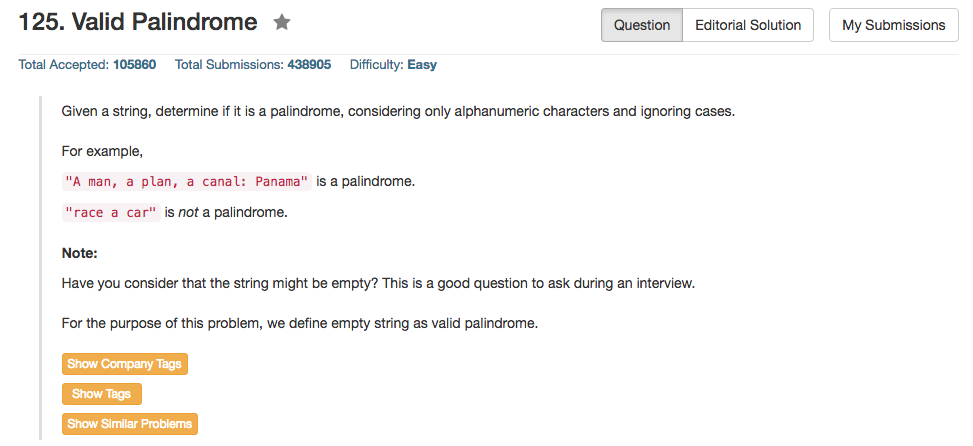 125. Valid Palindrome
Question
Editorial Solution
My Submissions
Total Accepted: 105860 Total Submissions: 438905 Difficulty: Easy
Given a string, determine if it is a palindrome, considering only alphanumeric characters and ignoring cases.
For example,
"A man, a plan, a canal: Panama" is a palindrome.
"race a car" is not a palindrome.
Note:
Have you consider that the string might be empty? This is a good question to ask during an interview.
For the purpose of this problem, we define empty string as valid palindrome.
Show Company Tags
Show Tags
Show Similar Problems